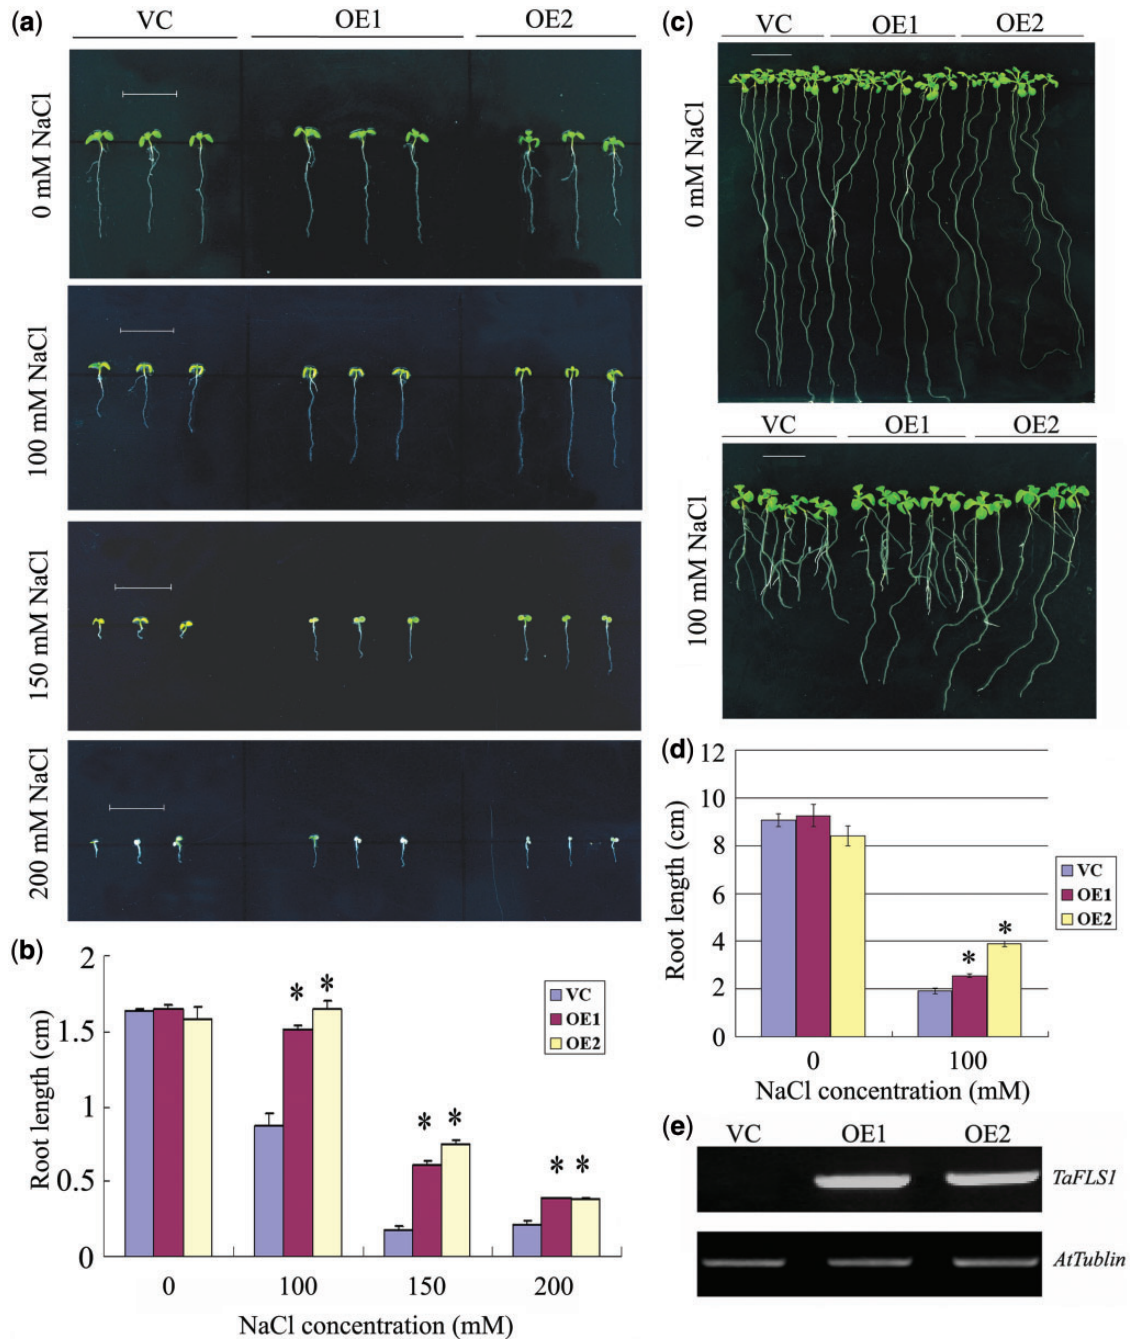 (a)
VC OE1 OE2
0 mM NaCl
100 mM NaCl
150 mM NaCl
200 mM NaCl
(b)
2
1.5
1
0.5
0
Root length (cm)
* *
* *
* *
VC
OE1
OE2
0 100 150 200
NaCl concentration (mM)
(c)
VC OE1 OE2
0 mM NaCl
VC OE1 OE2
100 mM NaCl
(d)
12
10
8
6
4
2
0
Root length (cm)
* *
VC
OE1
OE2
0 100
NaCl concentration (mM)
(e)
VC OE1 OE2
TaFLS1
AtTublin